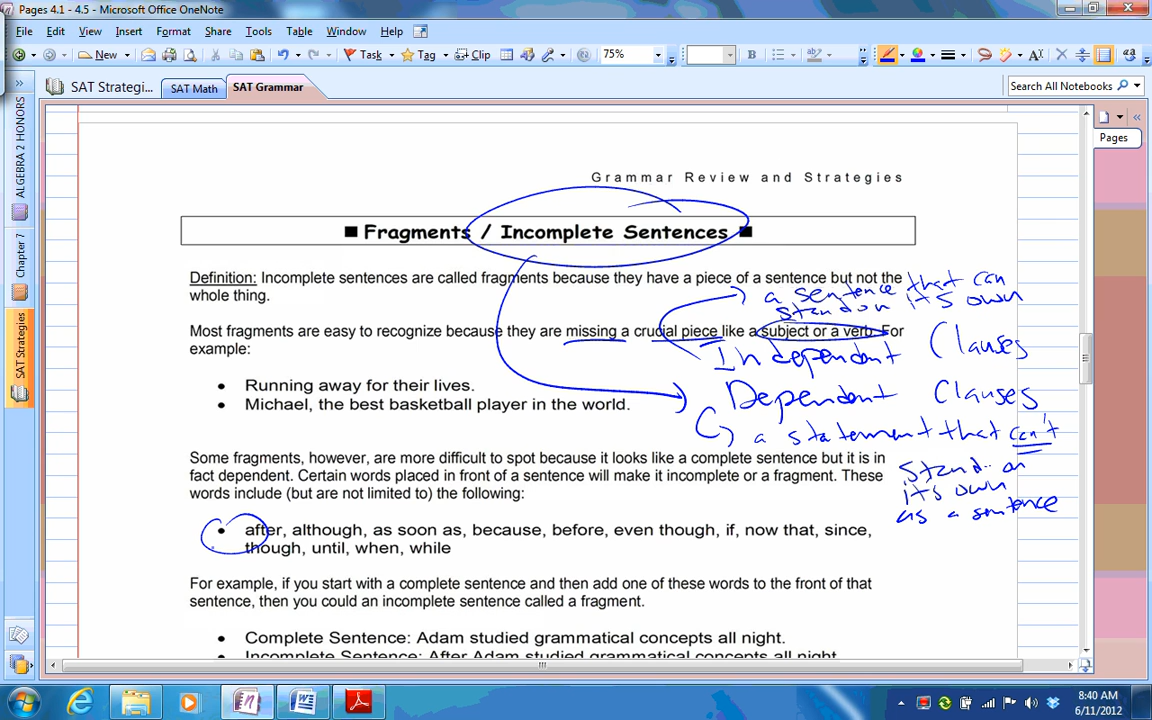 Pages 4.1 - 4.5 - Microsoft Office OneNote
File Edit View Insert Format Share Tools Table Window Help
New Task Tag Clip 75% B
SAT Strategi... SAT Math SAT Grammar Search All Notebooks
Pages
ALGEBRA 2 HONORS
Chapter 7
SAT Strategies
Grammar Review and Strategies
■ Fragments / Incomplete Sentences ■
Definition: Incomplete sentences are called fragments because they have a piece of a sentence but not the
whole thing.
a sentence that can
stand on it's own
Most fragments are easy to recognize because they are missing a crucial piece like a subject or a verb. For
example:
Independent Clauses
• Running away for their lives.
• Michael, the best basketball player in the world.
Dependent Clauses
a statement that can't
stand on
it's own
as a sentence
Some fragments, however, are more difficult to spot because it looks like a complete sentence but it is in
fact dependent. Certain words placed in front of a sentence will make it incomplete or a fragment. These
words include (but are not limited to) the following:
• after, although, as soon as, because, before, even though, if, now that, since,
though, until, when, while
For example, if you start with a complete sentence and then add one of these words to the front of that
sentence, then you could an incomplete sentence called a fragment.
• Complete Sentence: Adam studied grammatical concepts all night.
Incomplete Sentence: After Adam studied grammatical concepts all night
8:40 AM
6/11/2012